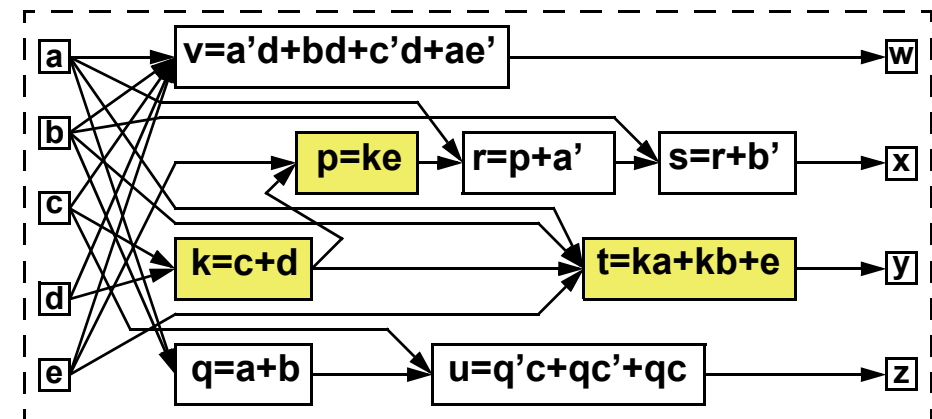 a
v=a’d+bd+c’d+ae’
w
b
p=ke
r=p+a’
s=r+b’
x
c
k=c+d
t=ka+kb+e
y
d
e
q=a+b
u=q’c+qc’+qc
z